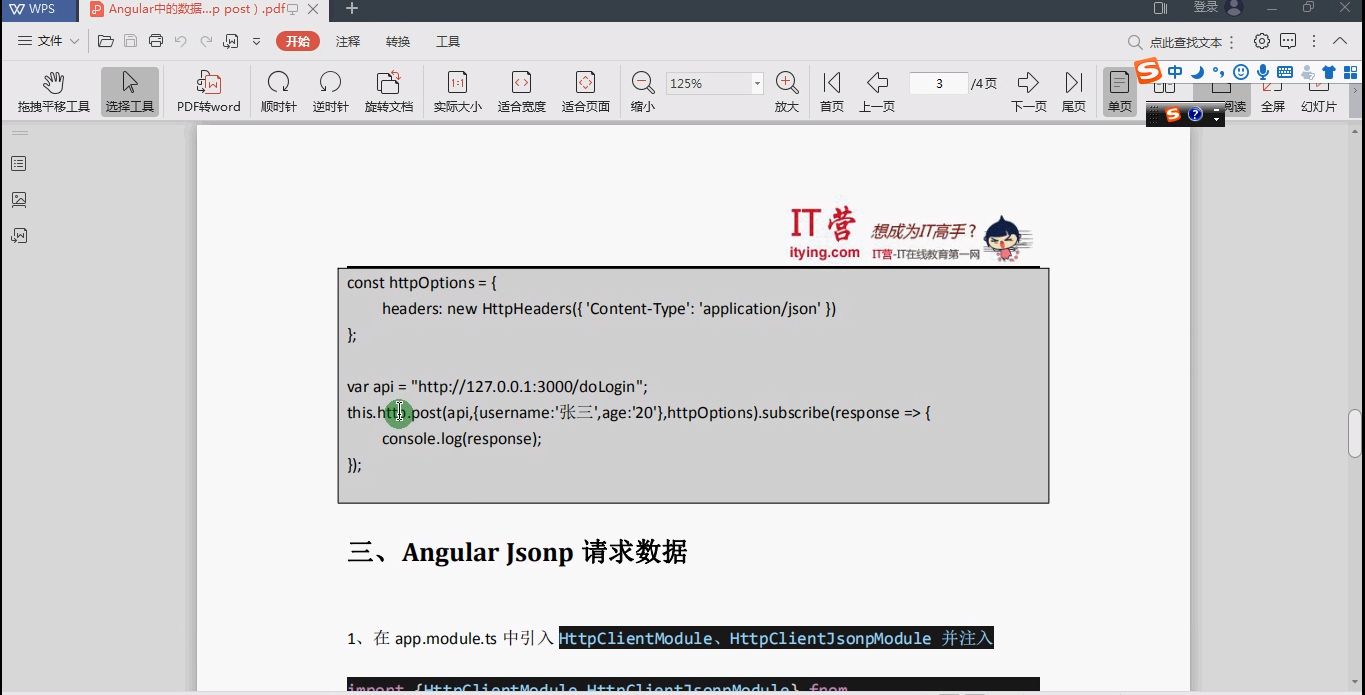 WPS
Angular中的数据...p post ) .pdf
登录
文件
开始
注释
转换
工具
点此查找文本
中
拖拽平移工具
选择工具
PDF转word
顺时针
逆时针
旋转文档
1:1
实际大小
适合宽度
适合页面
缩小
125%
放大
首页
上一页
3
/4页
下一页
尾页
单页
阅读
全屏
幻灯片
IT营
itying.com
想成为IT高手？
IT营-IT在线教育第一网
const httpOptions = {
headers: new HttpHeaders({ 'Content-Type': 'application/json' })
};
var api = "http://127.0.0.1:3000/doLogin";
this.http.post(api,{username:'张三',age:'20'},httpOptions).subscribe(response => {
console.log(response);
});
三、Angular Jsonp 请求数据
1、在 app.module.ts 中引入 HttpClientModule、HttpClientJsonpModule 并注入
import {HttpClientModule,HttpClientJsonpModule} from